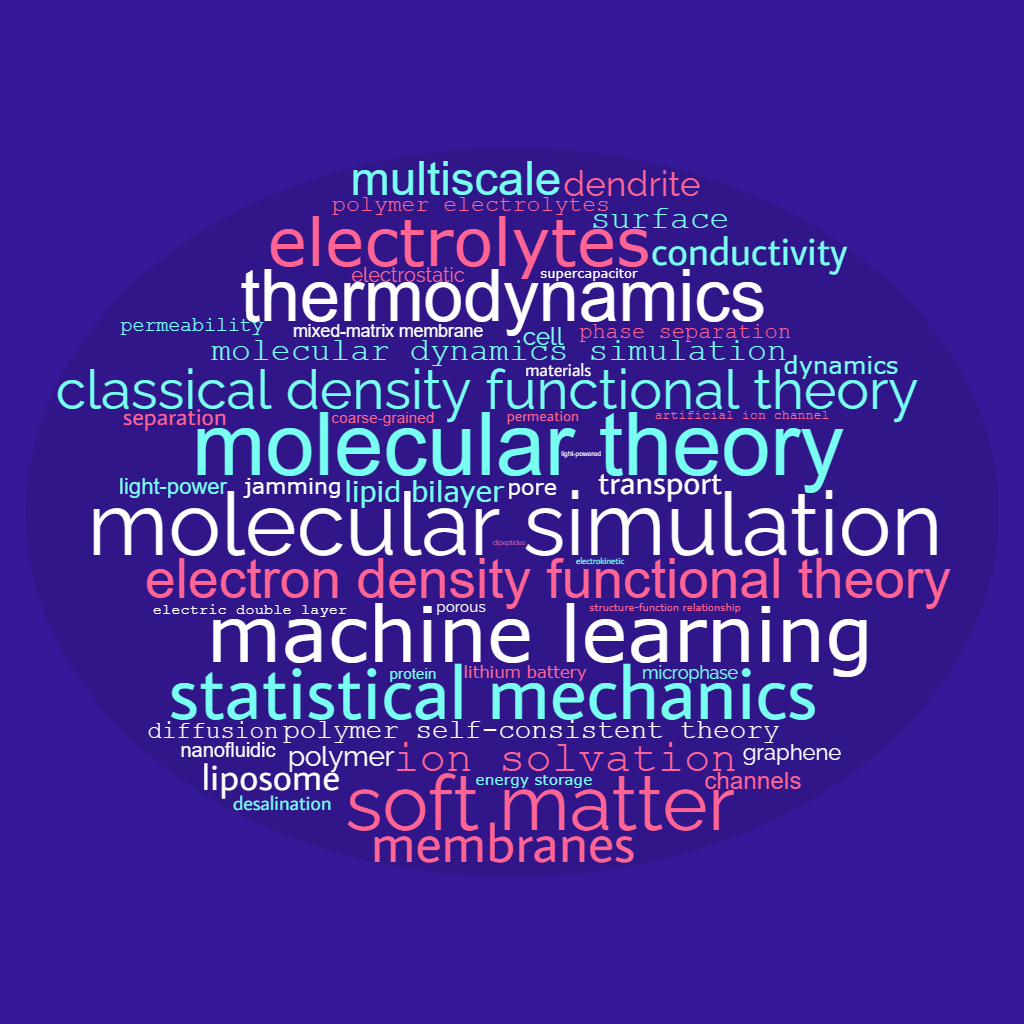 multiscale dendrite
polymer electrolytes
surface
electrolytes conductivity
electrostatic supercapacitor
thermodynamics
permeability mixed-matrix membrane cell phase separation
molecular dynamics simulation
materials dynamics
classical density functional theory
separation coarse-grained permeation artificial ion channel
molecular theory
light-powered
light-power jamming lipid bilayer pore transport
molecular simulation
dipeptides
electrokinetic
electron density functional theory
electric double layer porous structure-function relationship
machine learning
protein lithium battery microphase
statistical mechanics
diffusion polymer self-consistent theory
nanofluidic polymer ion solvation graphene
liposome energy storage channels
desalination soft matter
membranes